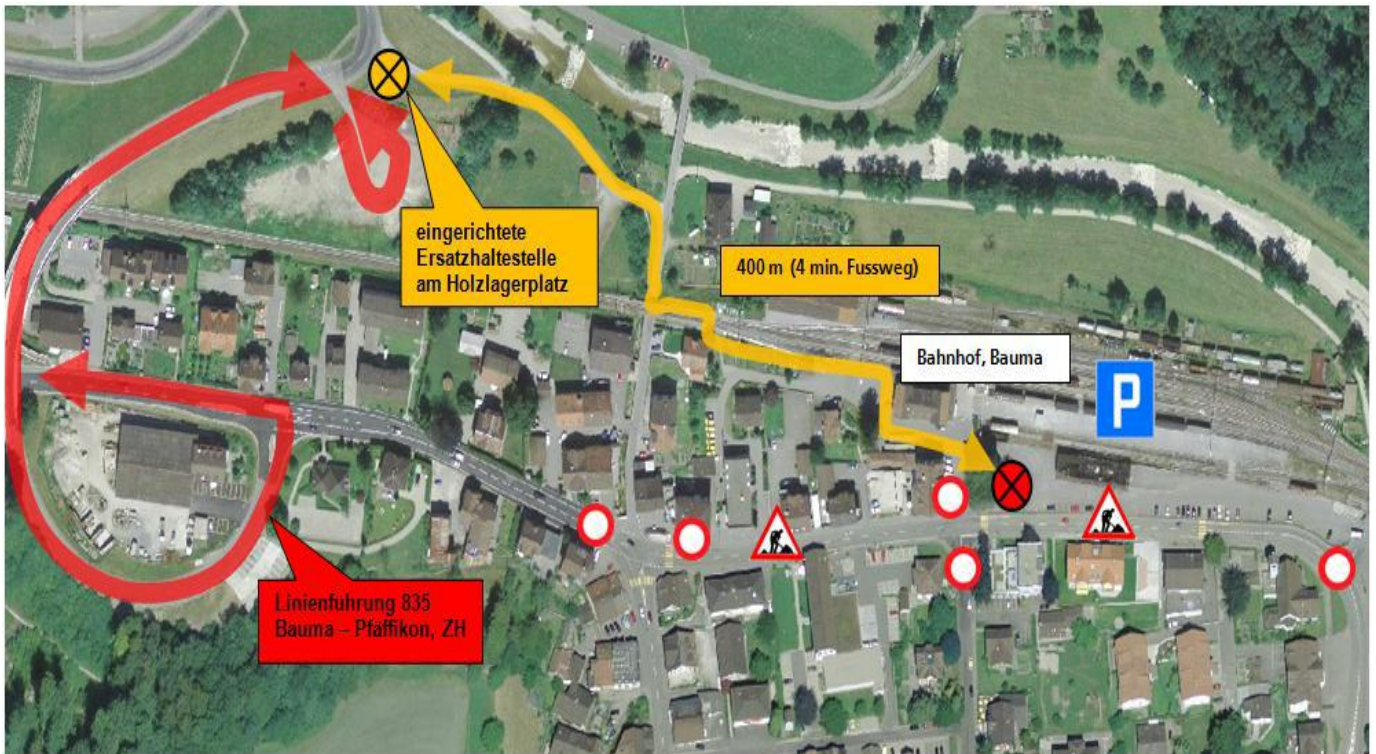 eingerichtete
Ersatzhaltestelle
am Holzlagerplatz
400 m (4 min. Fussweg)
Bahnhof, Bauma
P
Linienführung 835
Bauma – Pfäffikon, ZH